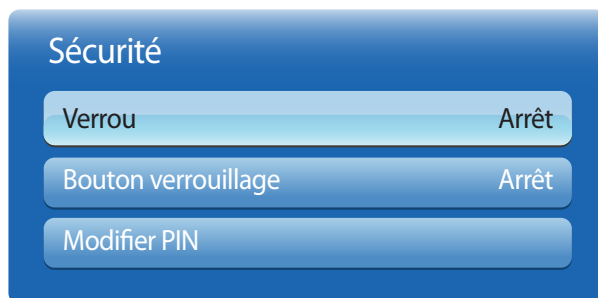 Sécurité
Verrou Arrêt
Bouton verrouillage Arrêt
Modifier PIN